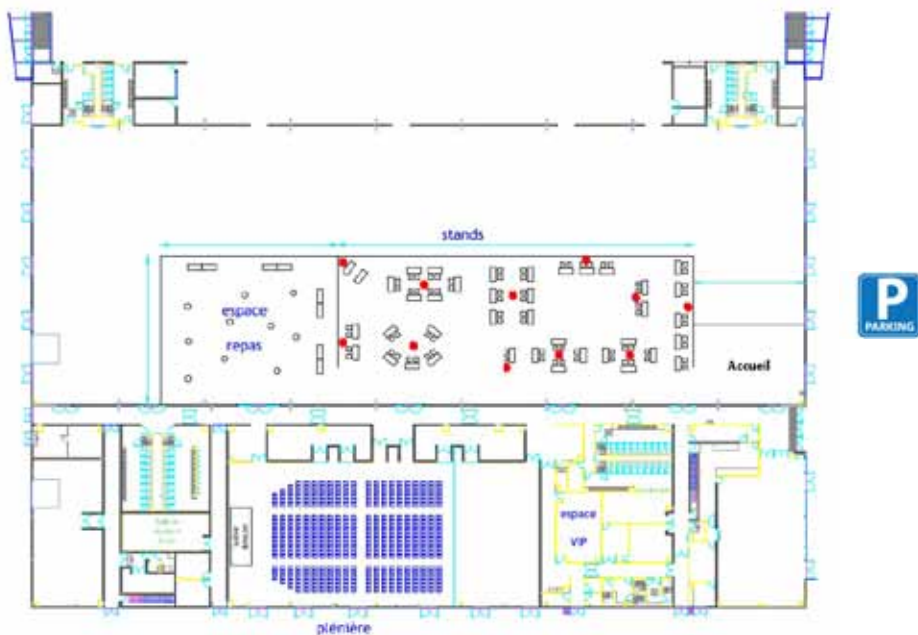 stands
espace
repas
P
PARKING
Accueil
espace
VIP
plénière